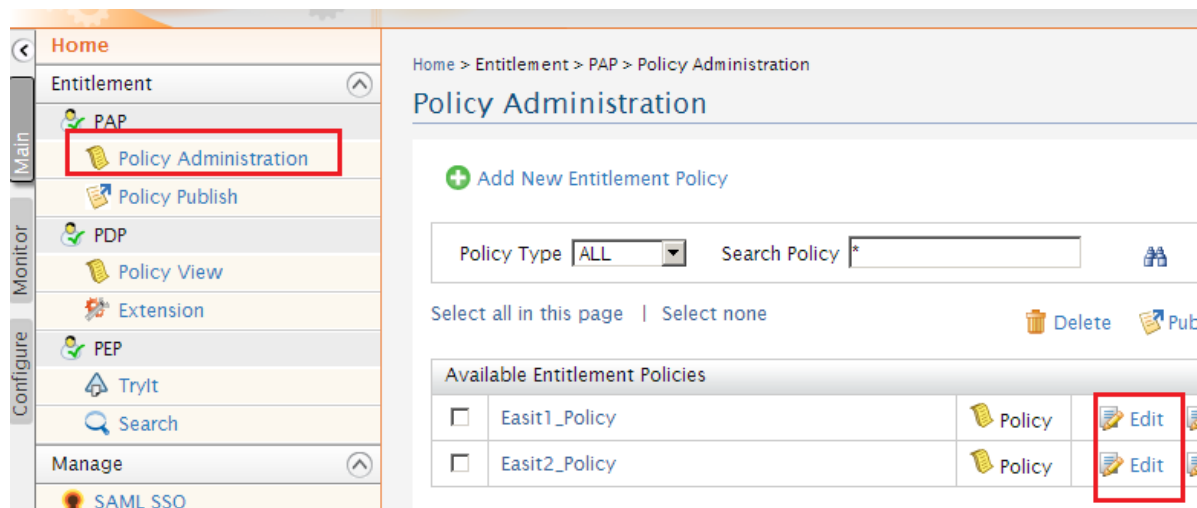 Main
Monitor
Configure
Home
Entitlement
PAP
Policy Administration
Policy Publish
PDP
Policy View
Extension
PEP
TryIt
Search
Manage
SAML SSO
Home > Entitlement > PAP > Policy Administration
Policy Administration
Add New Entitlement Policy
Policy Type ALL Search Policy *
Select all in this page | Select none Delete Pub
Available Entitlement Policies
Easit1_Policy Policy Edit
Easit2_Policy Policy Edit